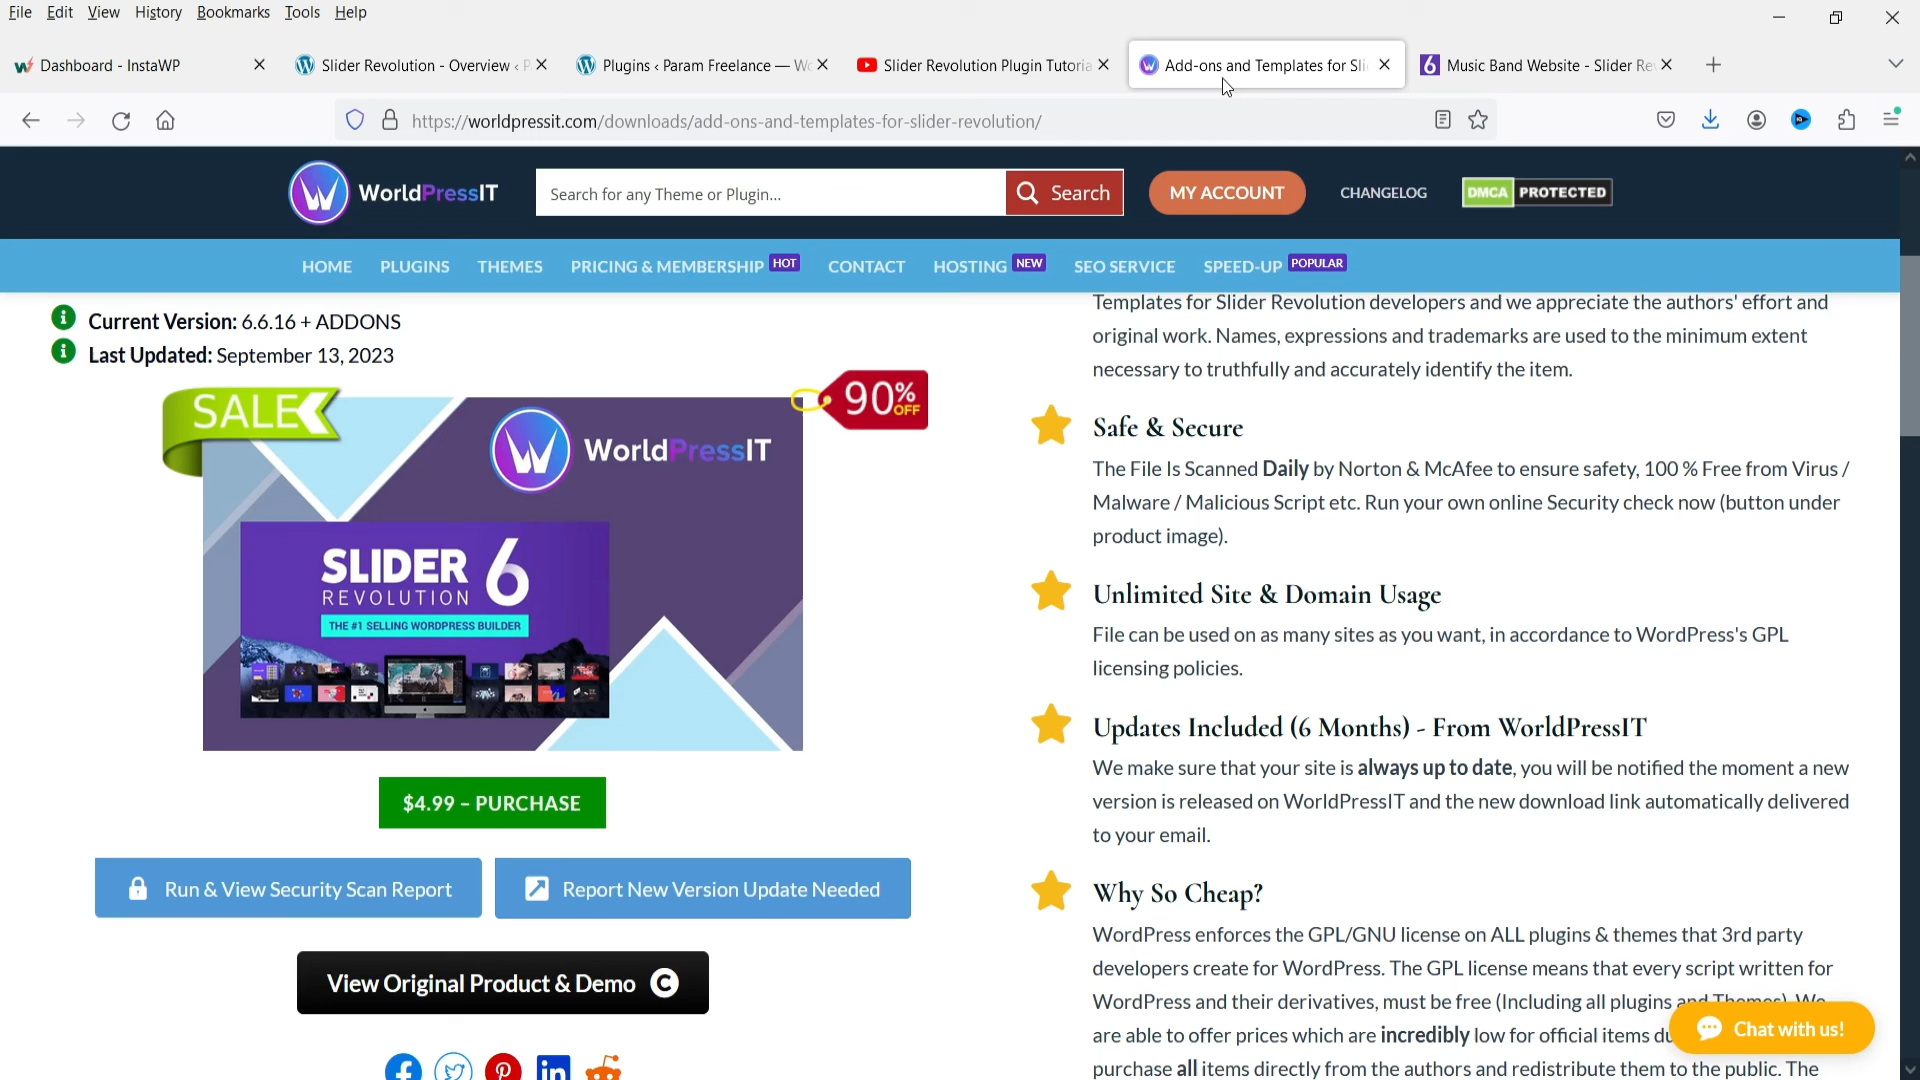 File Edit View History Bookmarks Tools Help
Dashboard - InstaWP
Slider Revolution - Overview ‹ P
Plugins ‹ Param Freelance — Wo
Slider Revolution Plugin Tutoria
Add-ons and Templates for Sli
Music Band Website - Slider Re
https://worldpressit.com/downloads/add-ons-and-templates-for-slider-revolution/
WorldPressIT
Search for any Theme or Plugin...
Search
MY ACCOUNT
CHANGELOG
DMCA PROTECTED
HOME PLUGINS THEMES PRICING & MEMBERSHIP HOT CONTACT HOSTING NEW SEO SERVICE SPEED-UP POPULAR
Current Version: 6.6.16 + ADDONS
Last Updated: September 13, 2023
SALE
90% OFF
WorldPressIT
SLIDER 6
REVOLUTION
THE #1 SELLING WORDPRESS BUILDER
$4.99 – PURCHASE
Run & View Security Scan Report
Report New Version Update Needed
View Original Product & Demo
Templates for Slider Revolution developers and we appreciate the authors' effort and
original work. Names, expressions and trademarks are used to the minimum extent
necessary to truthfully and accurately identify the item.
Safe & Secure
The File Is Scanned Daily by Norton & McAfee to ensure safety, 100 % Free from Virus /
Malware / Malicious Script etc. Run your own online Security check now (button under
product image).
Unlimited Site & Domain Usage
File can be used on as many sites as you want, in accordance to WordPress's GPL
licensing policies.
Updates Included (6 Months) - From WorldPressIT
We make sure that your site is always up to date, you will be notified the moment a new
version is released on WorldPressIT and the new download link automatically delivered
to your email.
Why So Cheap?
WordPress enforces the GPL/GNU license on ALL plugins & themes that 3rd party
developers create for WordPress. The GPL license means that every script written for
WordPress and their derivatives, must be free (Including all plugins and Themes). We
are able to offer prices which are incredibly low for official items
purchase all items directly from the authors and redistribute them to the public. The
Chat with us!